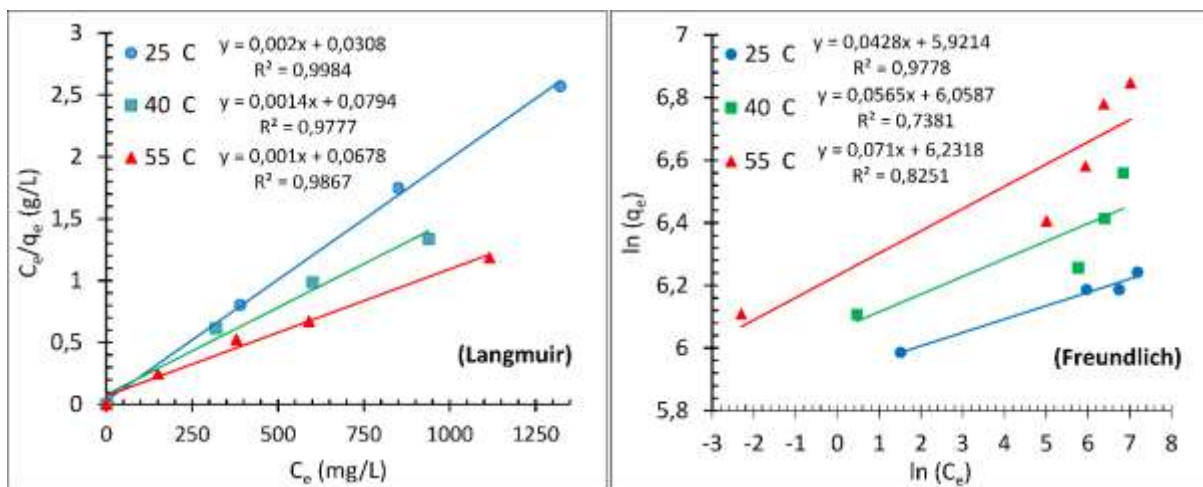 3
2,5
2
1,5
1
0,5
0
C_e/q_e (g/L)
25 C y = 0,002x + 0,0308
R² = 0,9984
40 C y = 0,0014x + 0,0794
R² = 0,9777
55 C y = 0,001x + 0,0678
R² = 0,9867
(Langmuir)
0 250 500 750 1000 1250
C_e (mg/L)
7
6,8
6,6
6,4
6,2
6
5,8
ln (q_e)
25 C y = 0,0428x + 5,9214
R² = 0,9778
40 C y = 0,0565x + 6,0587
R² = 0,7381
55 C y = 0,071x + 6,2318
R² = 0,8251
(Freundlich)
-3 -2 -1 0 1 2 3 4 5 6 7 8
ln (C_e)